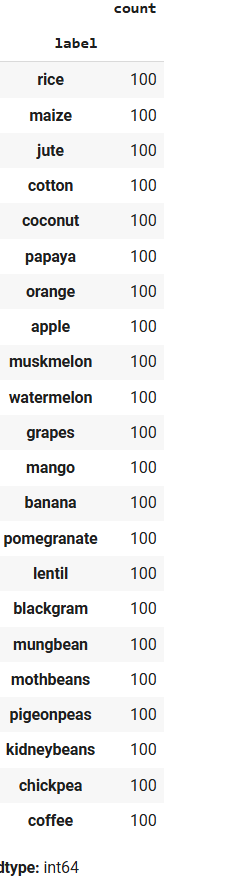 count
label
rice 100
maize 100
jute 100
cotton 100
coconut 100
papaya 100
orange 100
apple 100
muskmelon 100
watermelon 100
grapes 100
mango 100
banana 100
pomegranate 100
lentil 100
blackgram 100
mungbean 100
mothbeans 100
pigeonpeas 100
kidneybeans 100
chickpea 100
coffee 100
dtype: int64